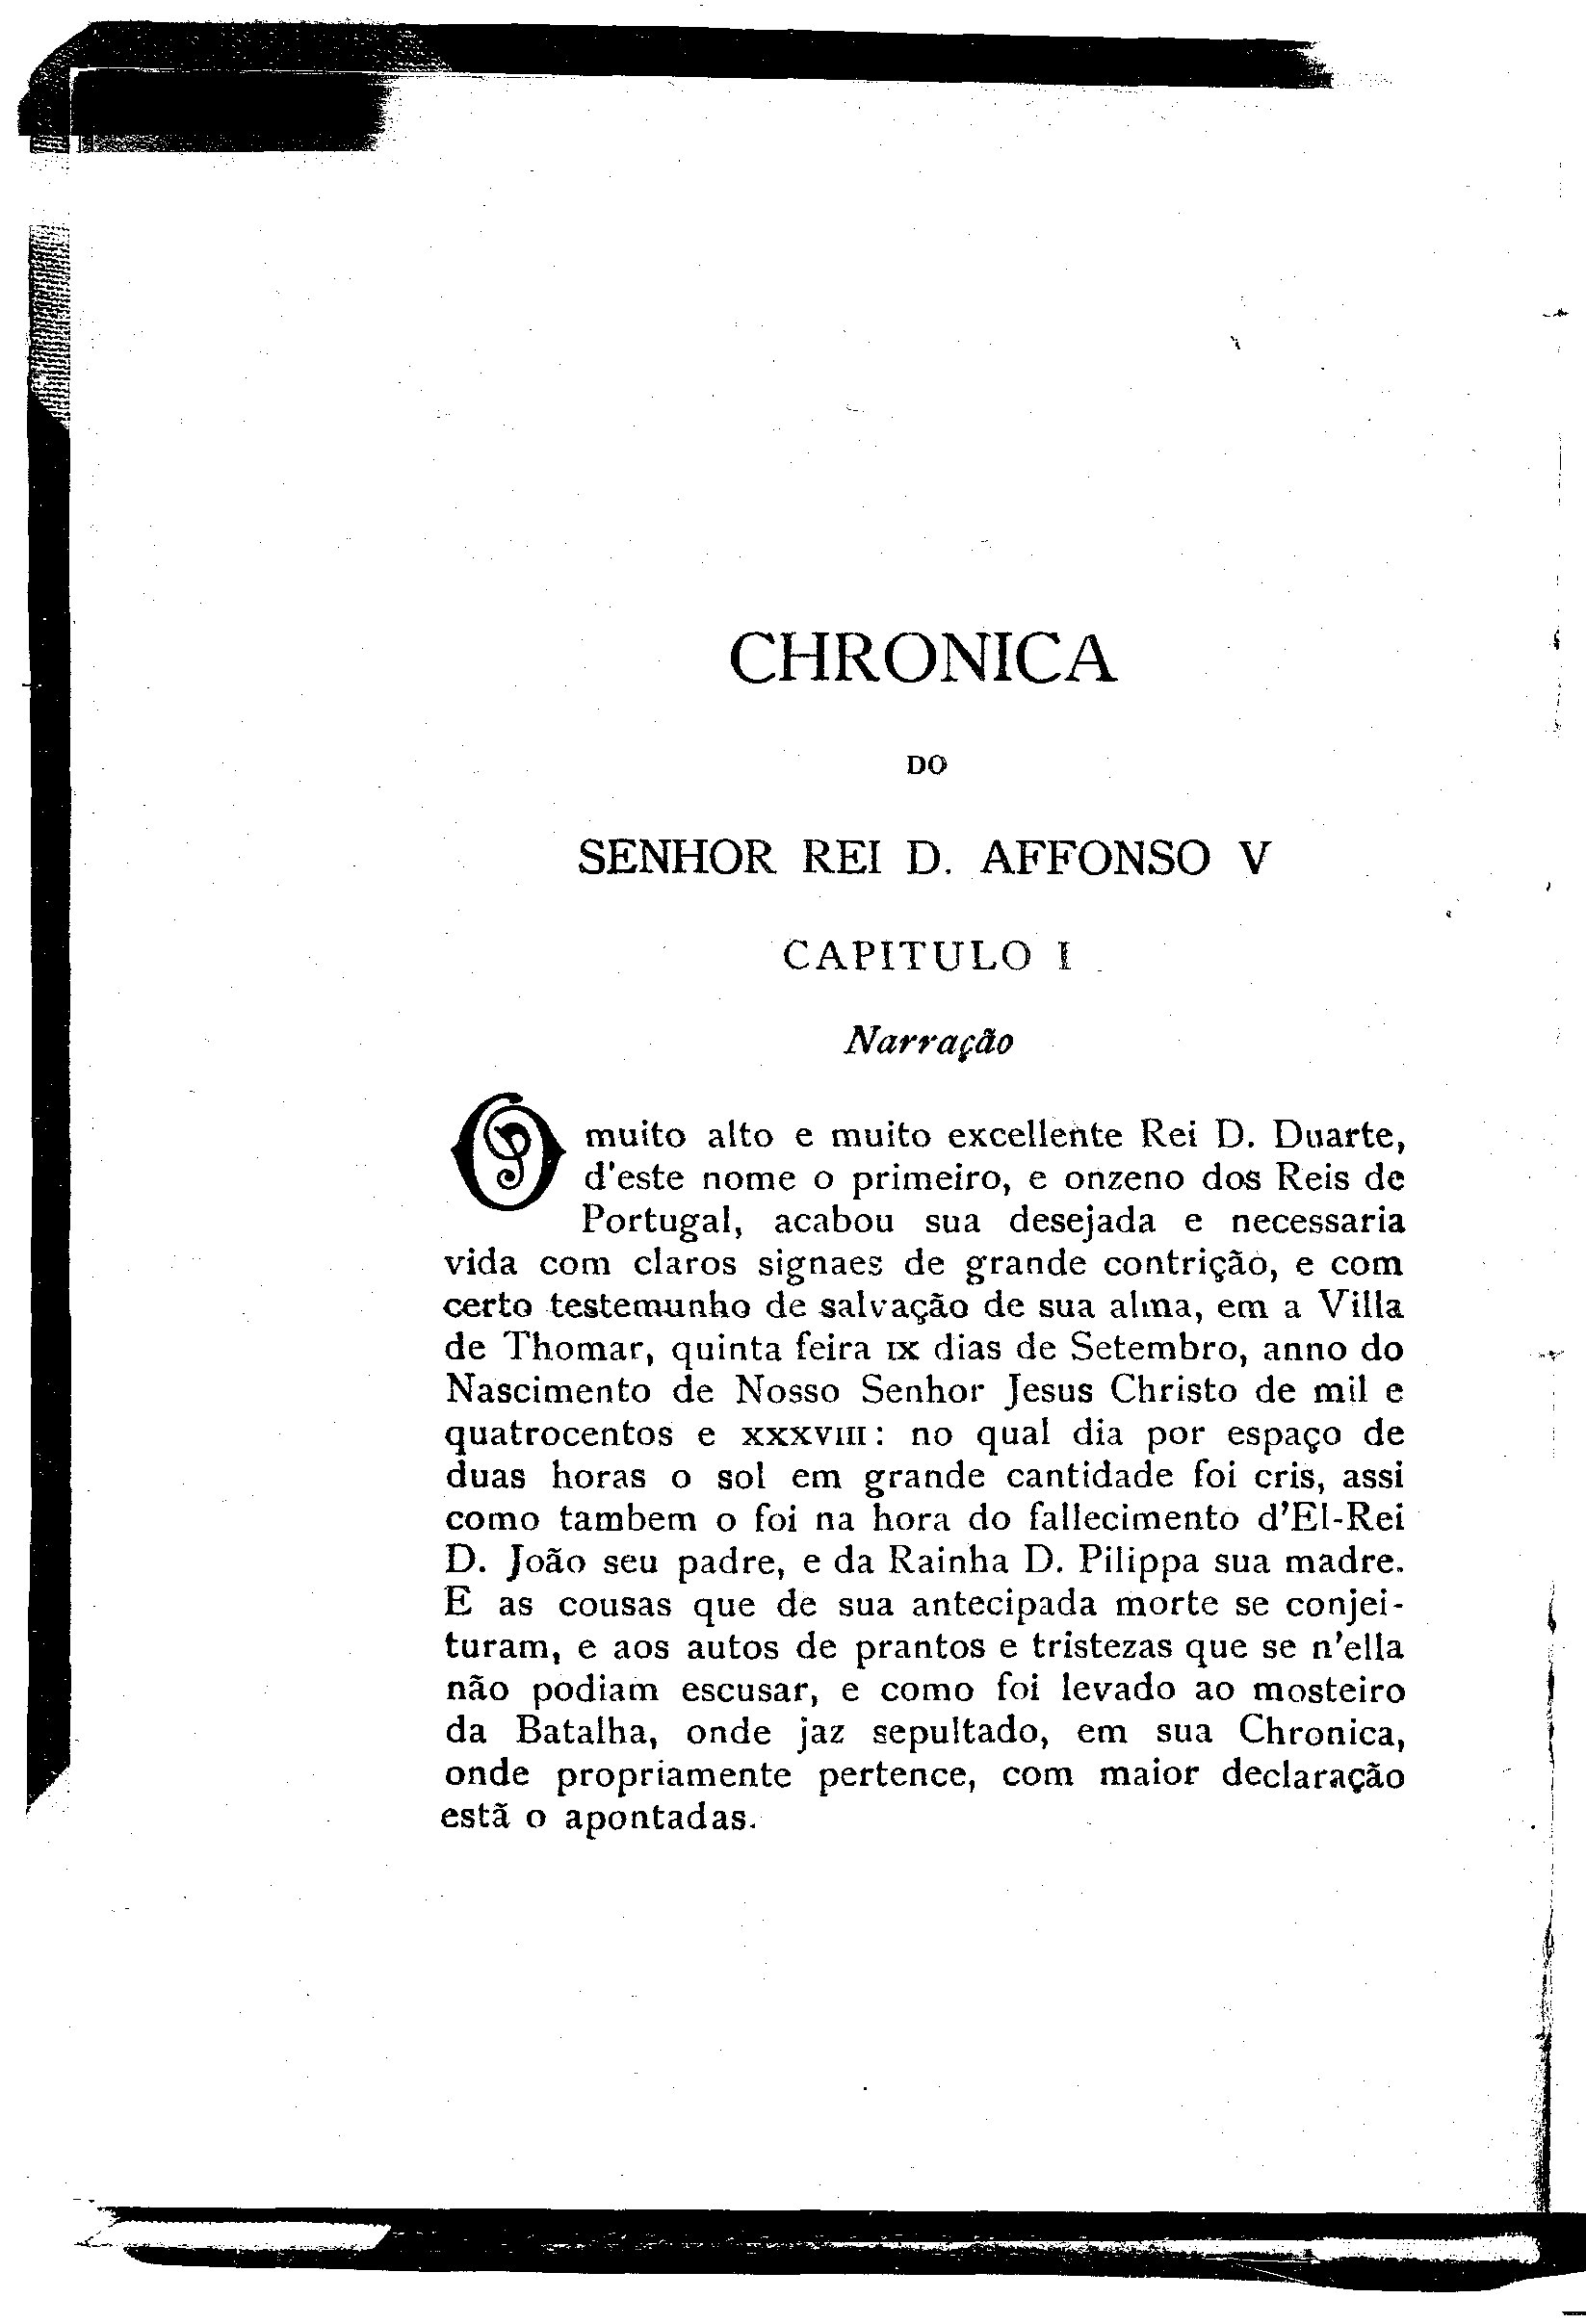 CHRONICA
DO
SENHOR REI D. AFFONSO V
CAPITULO I
Narração
O muito alto e muito excellente Rei D. Duarte,
d'este nome o primeiro, e onzeno dos Reis de
Portugal, acabou sua desejada e necessaria
vida com claros signaes de grande contrição, e com
certo testemunho de salvação de sua alma, em a Villa
de Thomar, quinta feira IX dias de Setembro, anno do
Nascimento de Nosso Senhor Jesus Christo de mil e
quatrocentos e XXXVIII: no qual dia por espaço de
duas horas o sol em grande cantidade foi cris, assi
como tambem o foi na hora do fallecimento d'El-Rei
D. João seu padre, e da Rainha D. Pilippa sua madre.
E as cousas que de sua antecipada morte se conjei-
turam, e aos autos de prantos e tristezas que se n'ella
não podiam escusar, e como foi levado ao mosteiro
da Batalha, onde jaz sepultado, em sua Chronica,
onde propriamente pertence, com maior declaração
estã o apontadas.